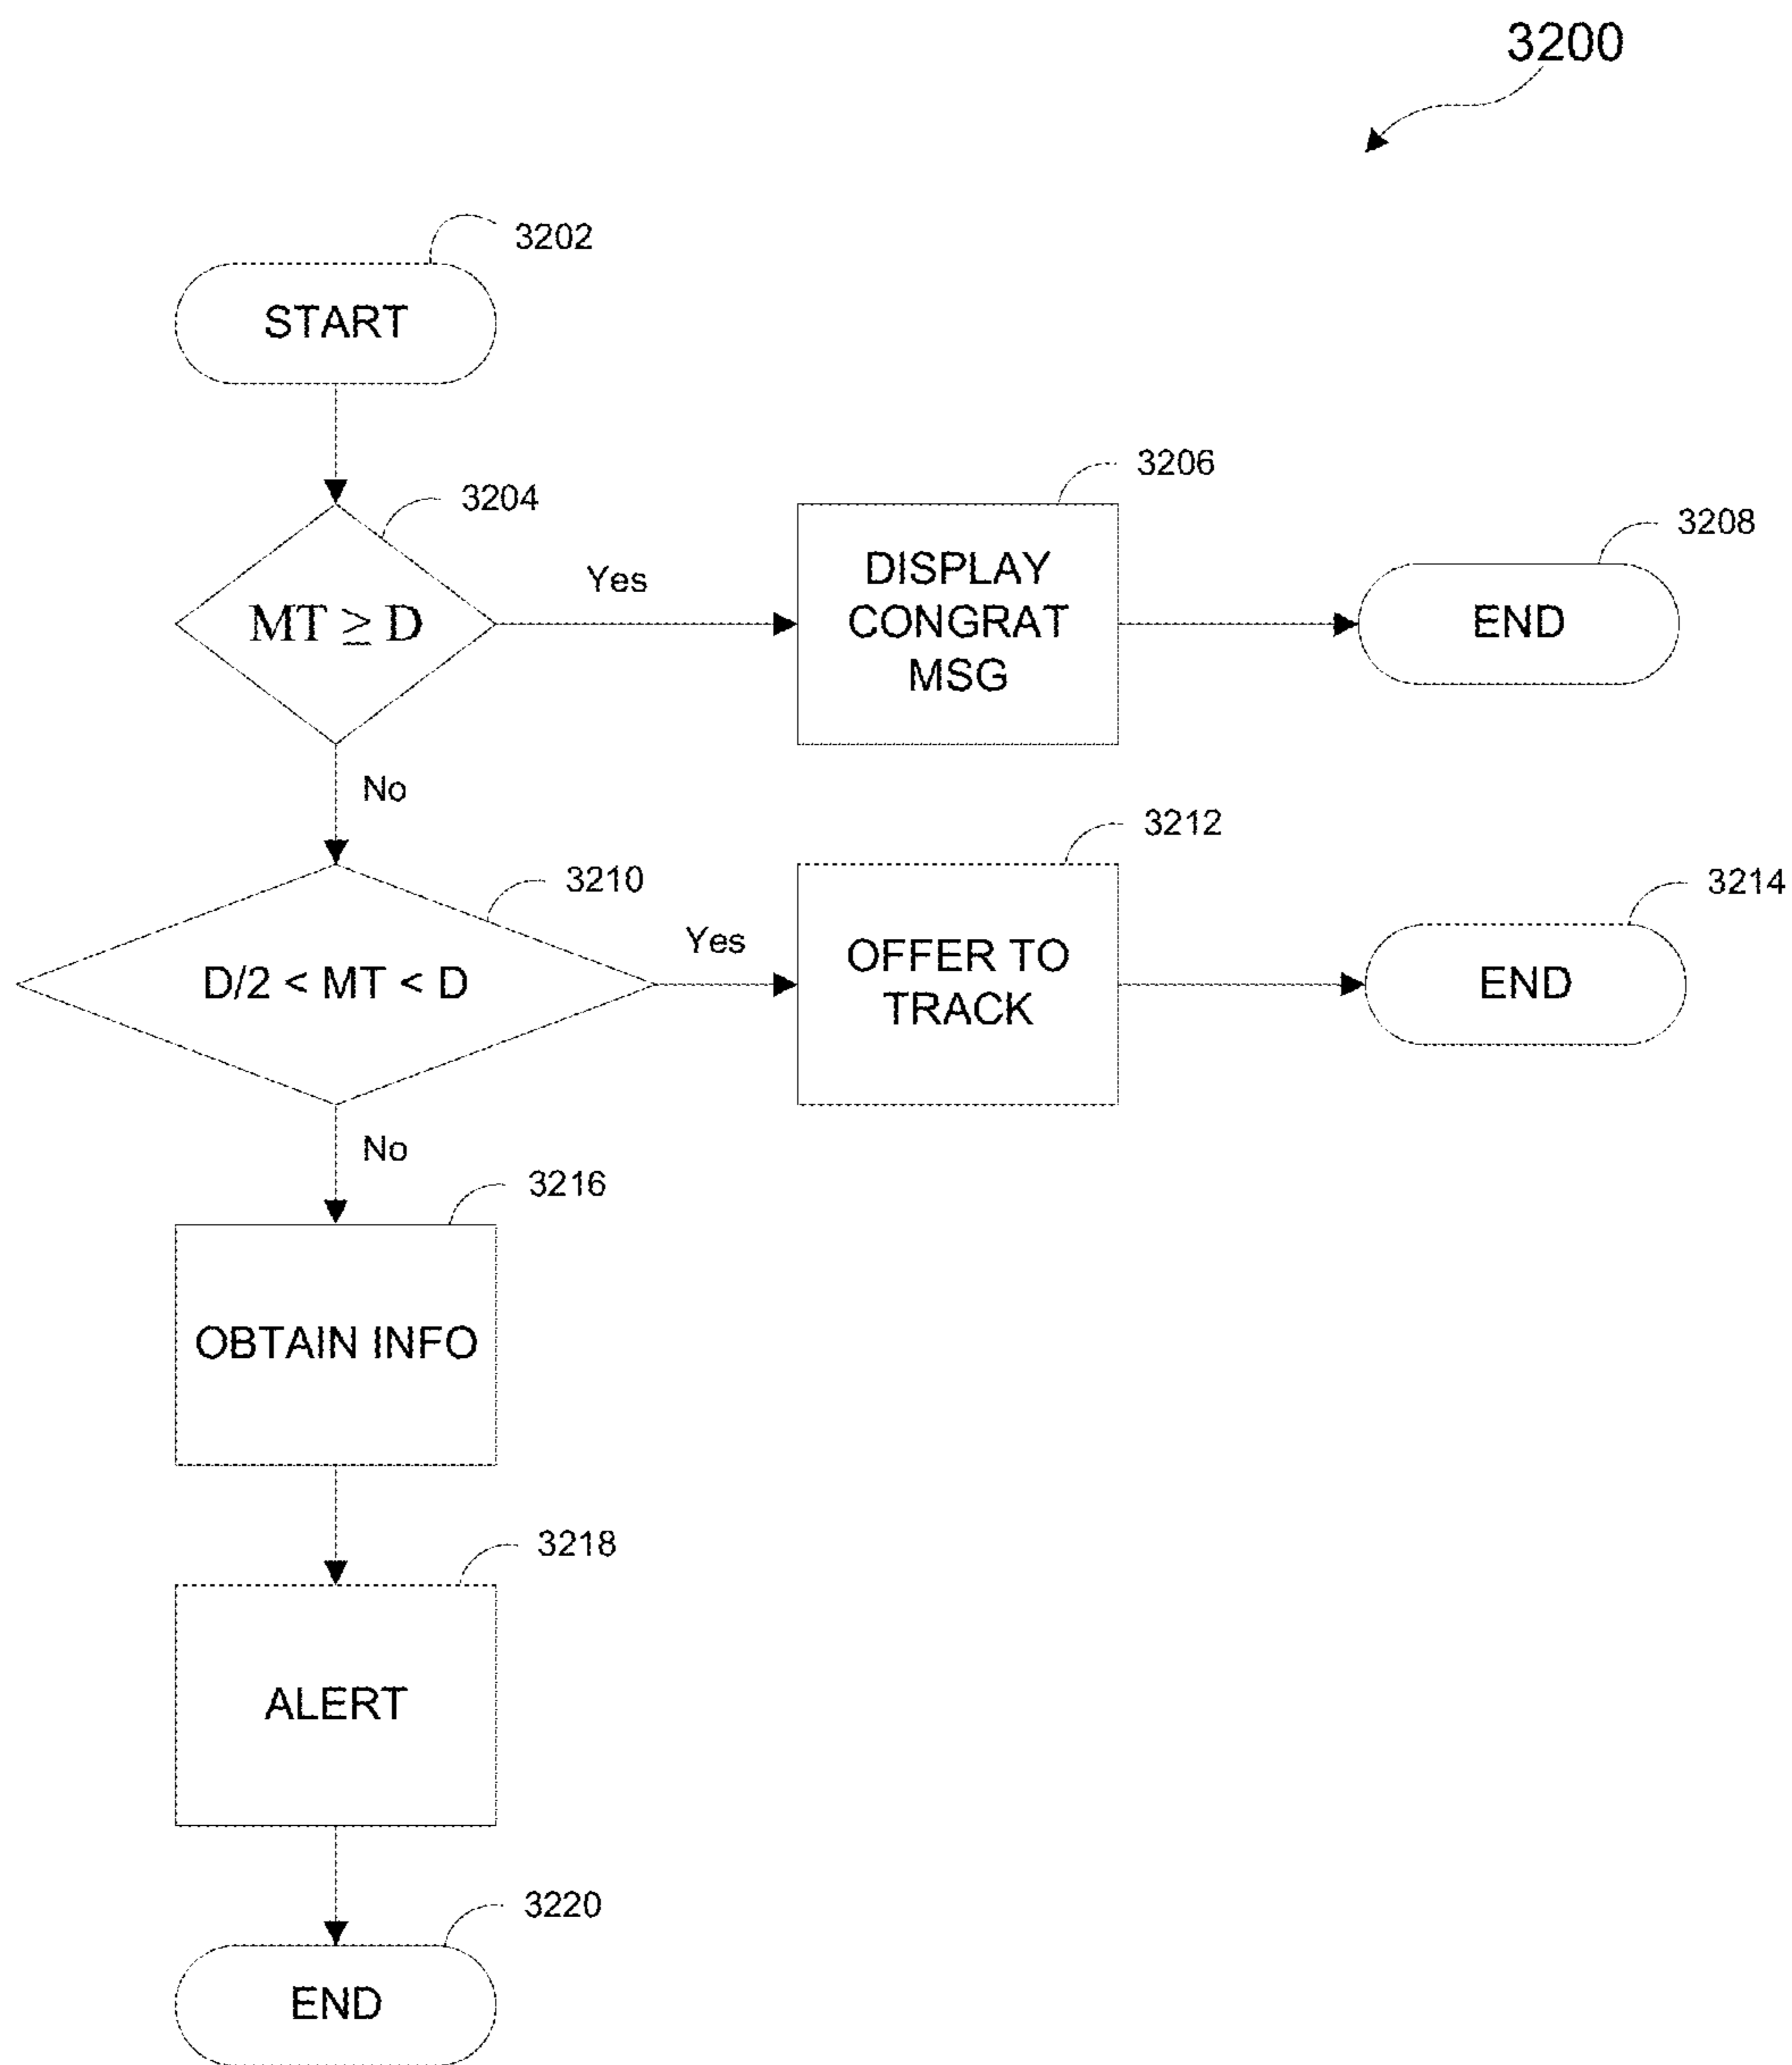 3200
3202
START
3204
MT ≥ D
Yes
3206
DISPLAY
CONGRAT
MSG
3208
END
No
3210
D/2 < MT < D
Yes
3212
OFFER TO
TRACK
3214
END
No
3216
OBTAIN INFO
3218
ALERT
3220
END